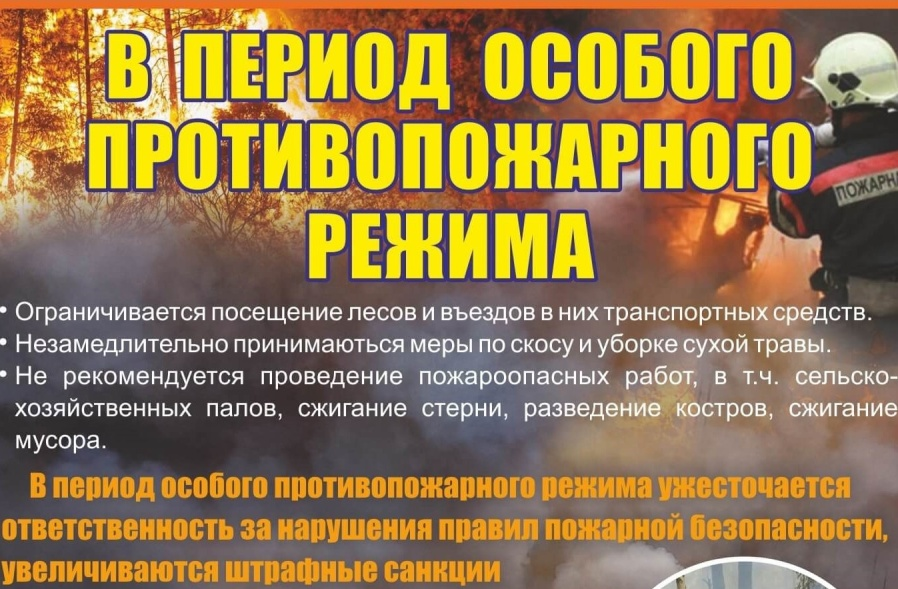 В ПЕРИОД ОСОБОГО
ПРОТИВОПОЖАРНОГО
РЕЖИМА
ПОЖАРН
• Ограничивается посещение лесов и въездов в них транспортных средств.
• Незамедлительно принимаються меры по скосу и уборке сухой травы.
• Не рекомендуется проведение пожароопасных работ, в т.ч. сельско-
хозяйственных палов, сжигание стерни, разведение костров, сжигание
мусора.
В период особого противопожарного режима ужесточается
ответственность за нарушения правил пожарной безопасности,
увеличиваются штрафные санкции